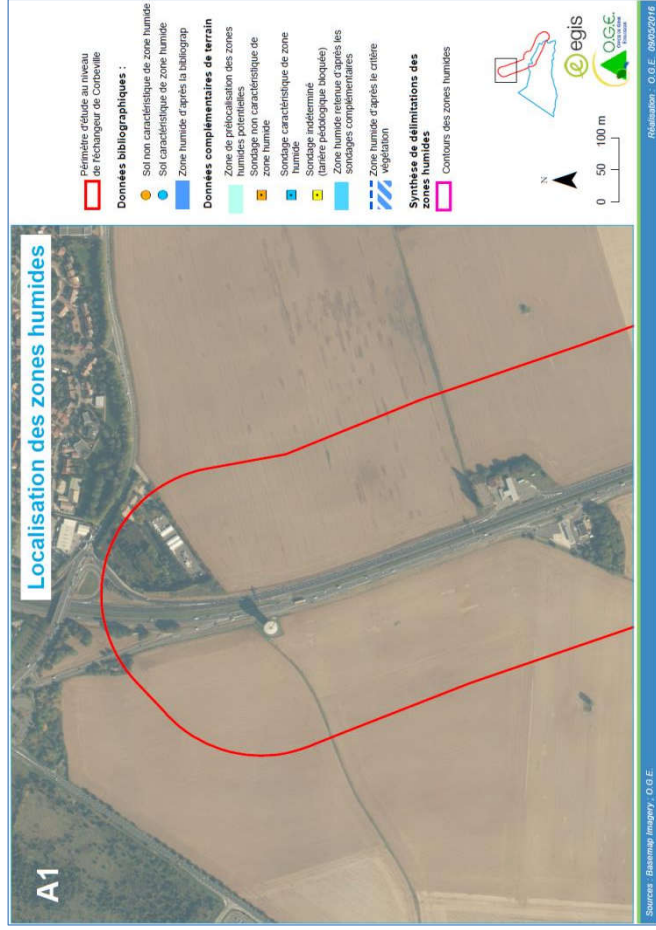 A1
Localisation des zones humides
Périmètre d'étude au niveau
de l'échangeur de Corbeville
Données bibliographiques :
Sol non caractéristique de zone humide
Sol caractéristique de zone humide
Zone humide d'après la bibliograp
Données complémentaires de terrain
Zone de prélocalisation des zones
humides potentielles
Sondage non caractéristique de
zone humide
Sondage caractéristique de zone
humide
Sondage indéterminé
(tarière pédologique bloquée)
Zone humide retenue d'après les
sondages complémentaires
Zone humide d'après le critère
végétation
Synthèse de délimitations des
zones humides
Contours des zones humides
N
0 50 100 m
egis
O.G.E.
Sources : Basemap Imagery ; O.G.E.
Réalisation : O.G.E. 09/05/2016